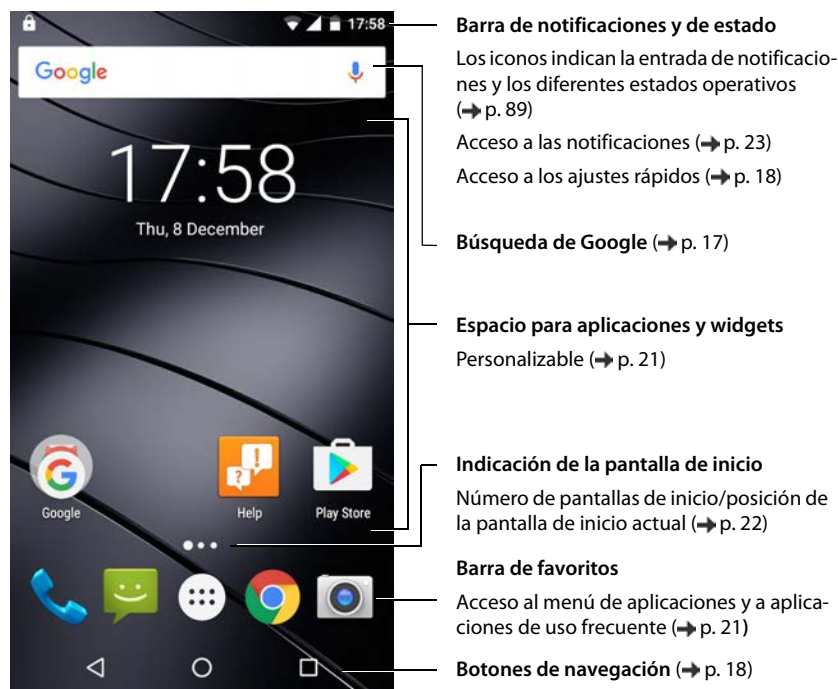 17:58
Google
17:58
Thu, 8 December
Google
Help
Play Store
Barra de notificaciones y de estado
Los iconos indican la entrada de notificacio-
nes y los diferentes estados operativos
(➔ p. 89)
Acceso a las notificaciones (➔ p. 23)
Acceso a los ajustes rápidos (➔ p. 18)
Búsqueda de Google (➔ p. 17)
Espacio para aplicaciones y widgets
Personalizable (➔ p. 21)
Indicación de la pantalla de inicio
Número de pantallas de inicio/posición de
la pantalla de inicio actual (➔ p. 22)
Barra de favoritos
Acceso al menú de aplicaciones y a aplica-
ciones de uso frecuente (➔ p. 21)
Botones de navegación (➔ p. 18)